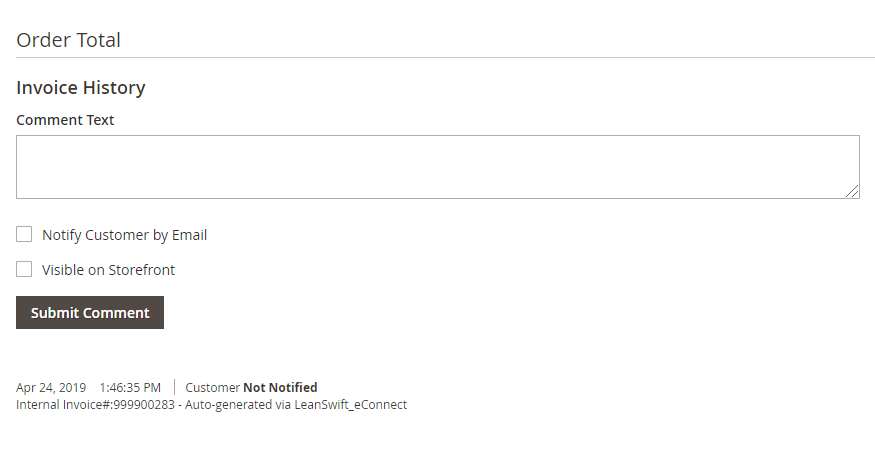 Order Total
Invoice History
Comment Text
Notify Customer by Email
Visible on Storefront
Submit Comment
Apr 24, 2019 1:46:35 PM Customer Not Notified
Internal Invoice#:999900283 - Auto-generated via LeanSwift_eConnect